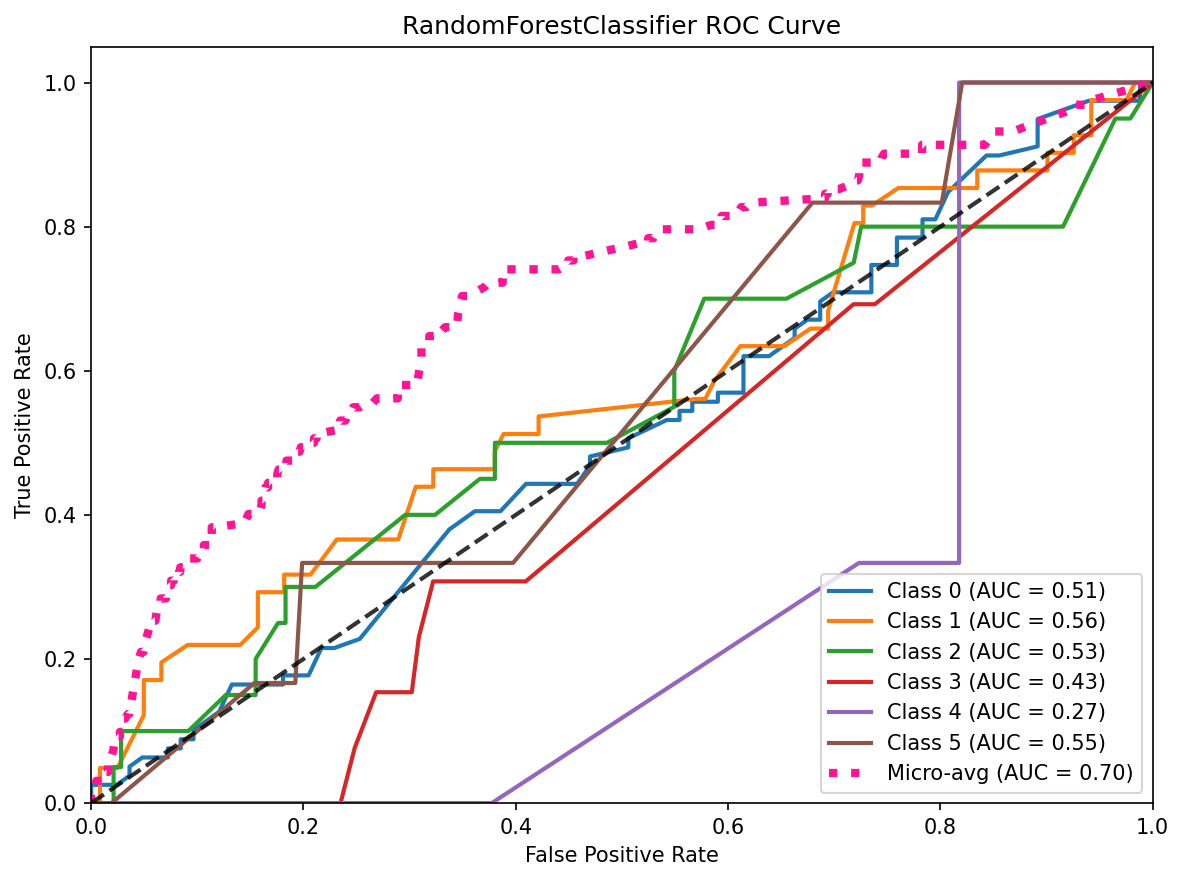 RandomForestClassifier ROC Curve
True Positive Rate
1.0
0.8
0.6
0.4
0.2
0.0
Class 0 (AUC = 0.51)
Class 1 (AUC = 0.56)
Class 2 (AUC = 0.53)
Class 3 (AUC = 0.43)
Class 4 (AUC = 0.27)
Class 5 (AUC = 0.55)
Micro-avg (AUC = 0.70)
0.0 0.2 0.4 0.6 0.8 1.0
False Positive Rate